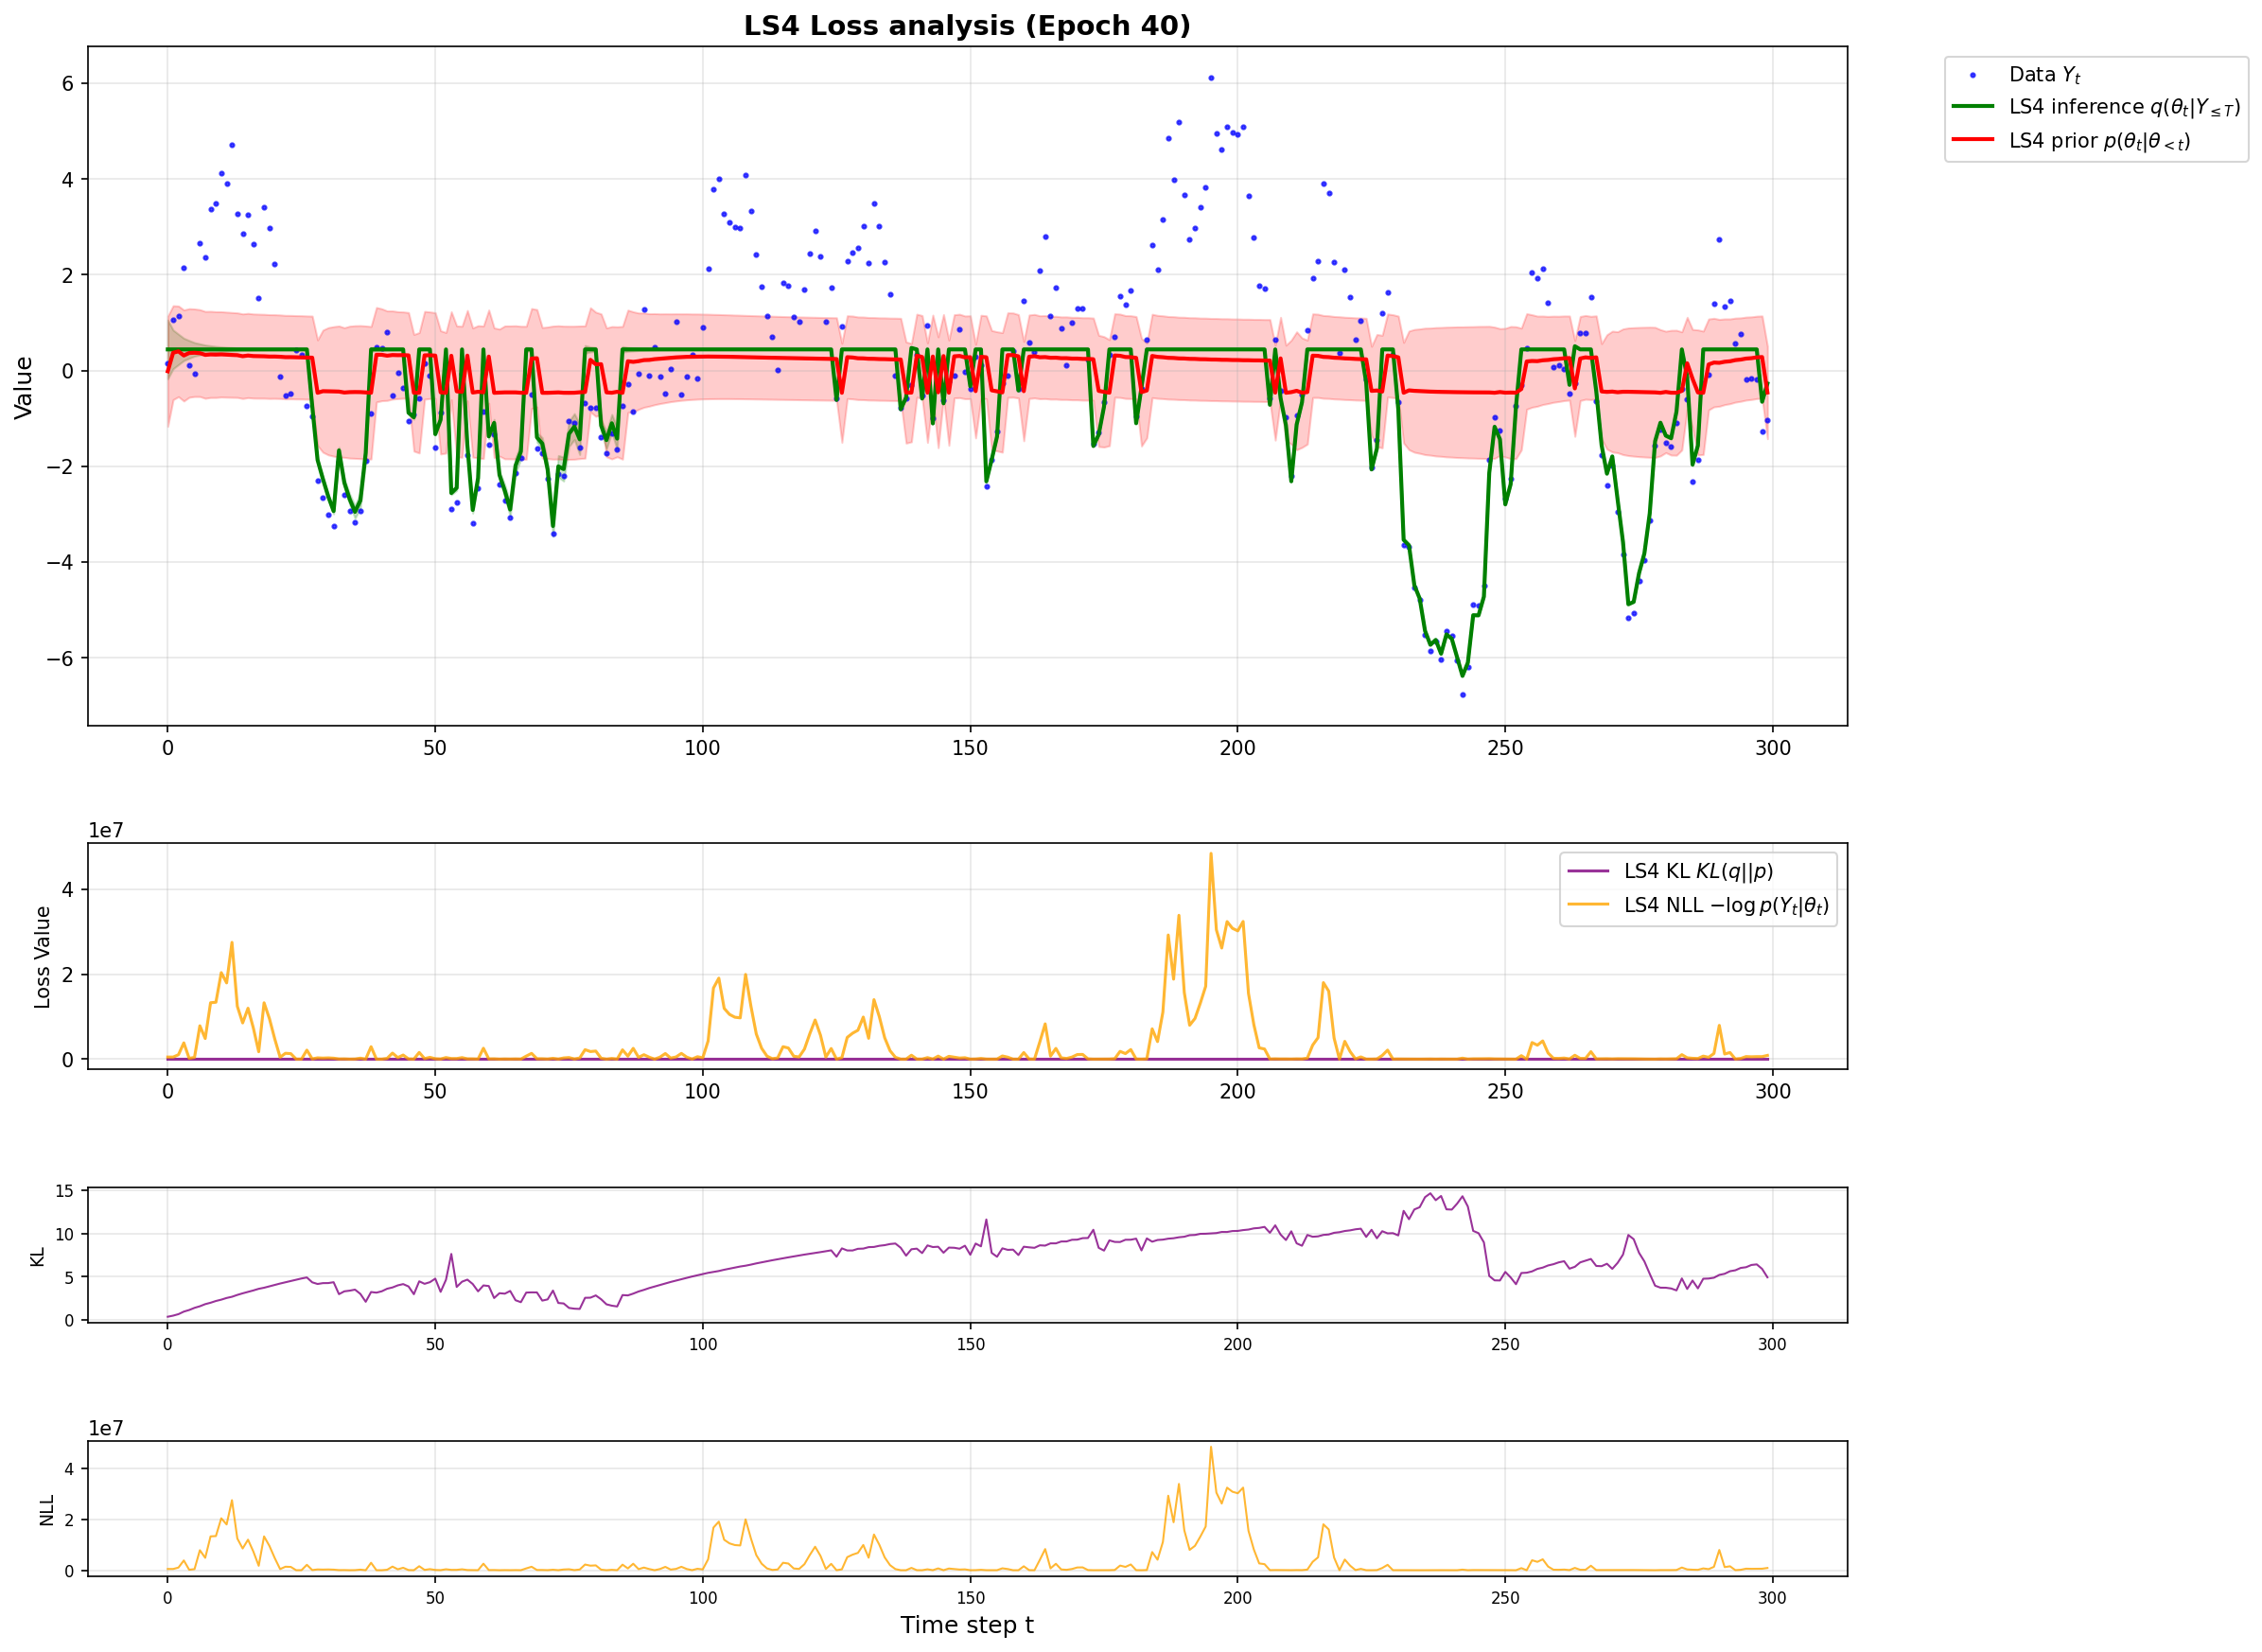 LS4 Loss analysis (Epoch 40)
Value
6
4
2
0
−2
−4
−6
0 50 100 150 200 250 300
Data Y_t
LS4 inference q(θ_t|Y_{≤T})
LS4 prior p(θ_t|θ_{<t})
1e7
Loss Value
4
2
0
0 50 100 150 200 250 300
LS4 KL KL(q||p)
LS4 NLL −log p(Y_t|θ_t)
KL
15
10
5
0
0 50 100 150 200 250 300
1e7
NLL
4
2
0
0 50 100 150 200 250 300
Time step t